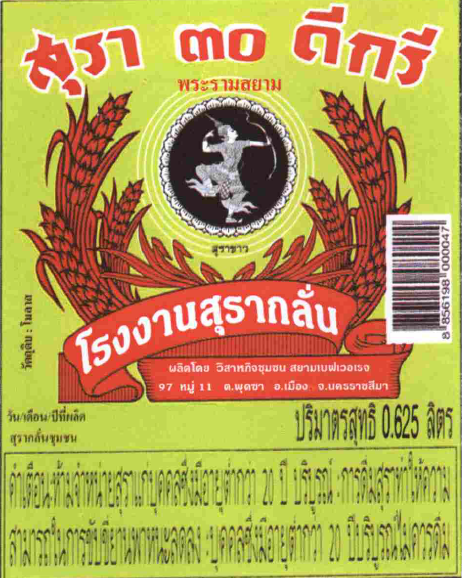 สุรา ๓๐ ดีกรี
พระรามสยาม
สุราขาว
วัตถุดิบ : โมลาส
8 856198 000047
โรงงานสุรากลั่น
ผลิตโดย วิสาหกิจชุมชน สยามเบฟเวอเรจ
97 หมู่ 11 ต.พุดซา อ.เมือง จ.นครราชสีมา
วัน/เดือน/ปีที่ผลิต
สุรากลั่นชุมชน
ปริมาตรสุทธิ 0.625 ลิตร
คำเตือน:ห้ามจำหน่ายสุราแก่บุคคลซึ่งมีอายุต่ำกว่า 20 ปี บริบูรณ์ :การดื่มสุราทำให้ความ
สามารถในการขับขี่ยานพาหนะลดลง :บุคคลซึ่งมีอายุต่ำกว่า 20 ปีบริบูรณ์ไม่ควรดื่ม